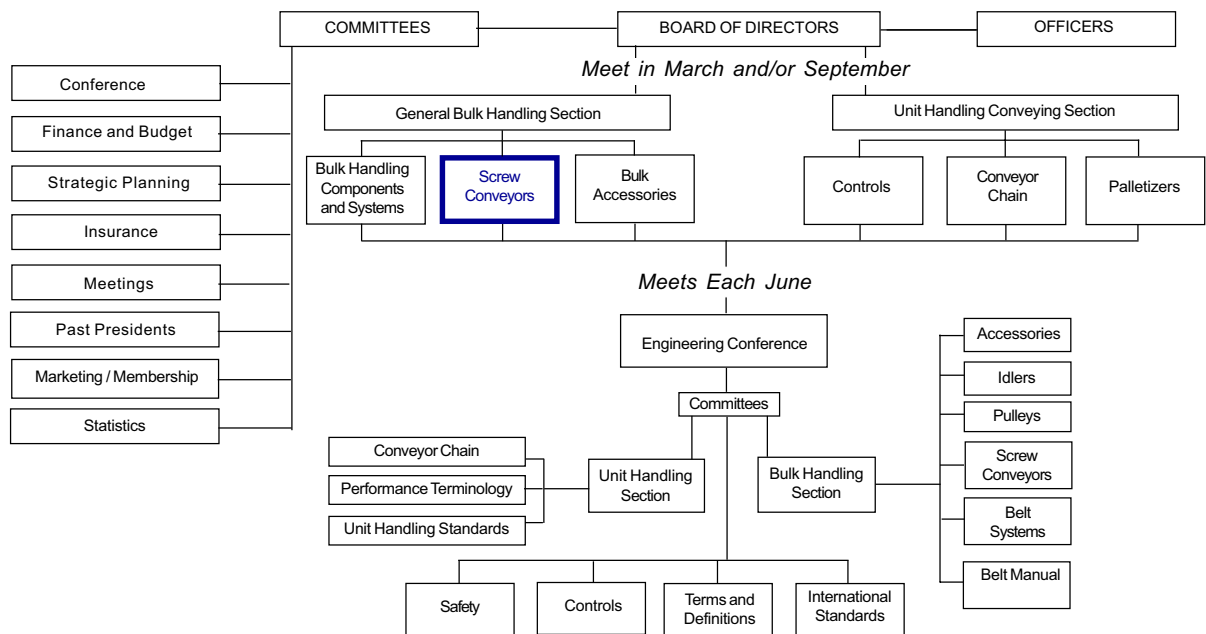 COMMITTEES
BOARD OF DIRECTORS
OFFICERS
Meet in March and/or September
Conference
Finance and Budget
Strategic Planning
Insurance
Meetings
Past Presidents
Marketing / Membership
Statistics
General Bulk Handling Section
Unit Handling Conveying Section
Bulk Handling
Components
and Systems
Screw
Conveyors
Bulk
Accessories
Controls
Conveyor
Chain
Palletizers
Meets Each June
Engineering Conference
Committees
Conveyor Chain
Performance Terminology
Unit Handling Standards
Unit Handling
Section
Bulk Handling
Section
Accessories
Idlers
Pulleys
Screw
Conveyors
Belt
Systems
Belt Manual
Safety
Controls
Terms and
Definitions
International
Standards